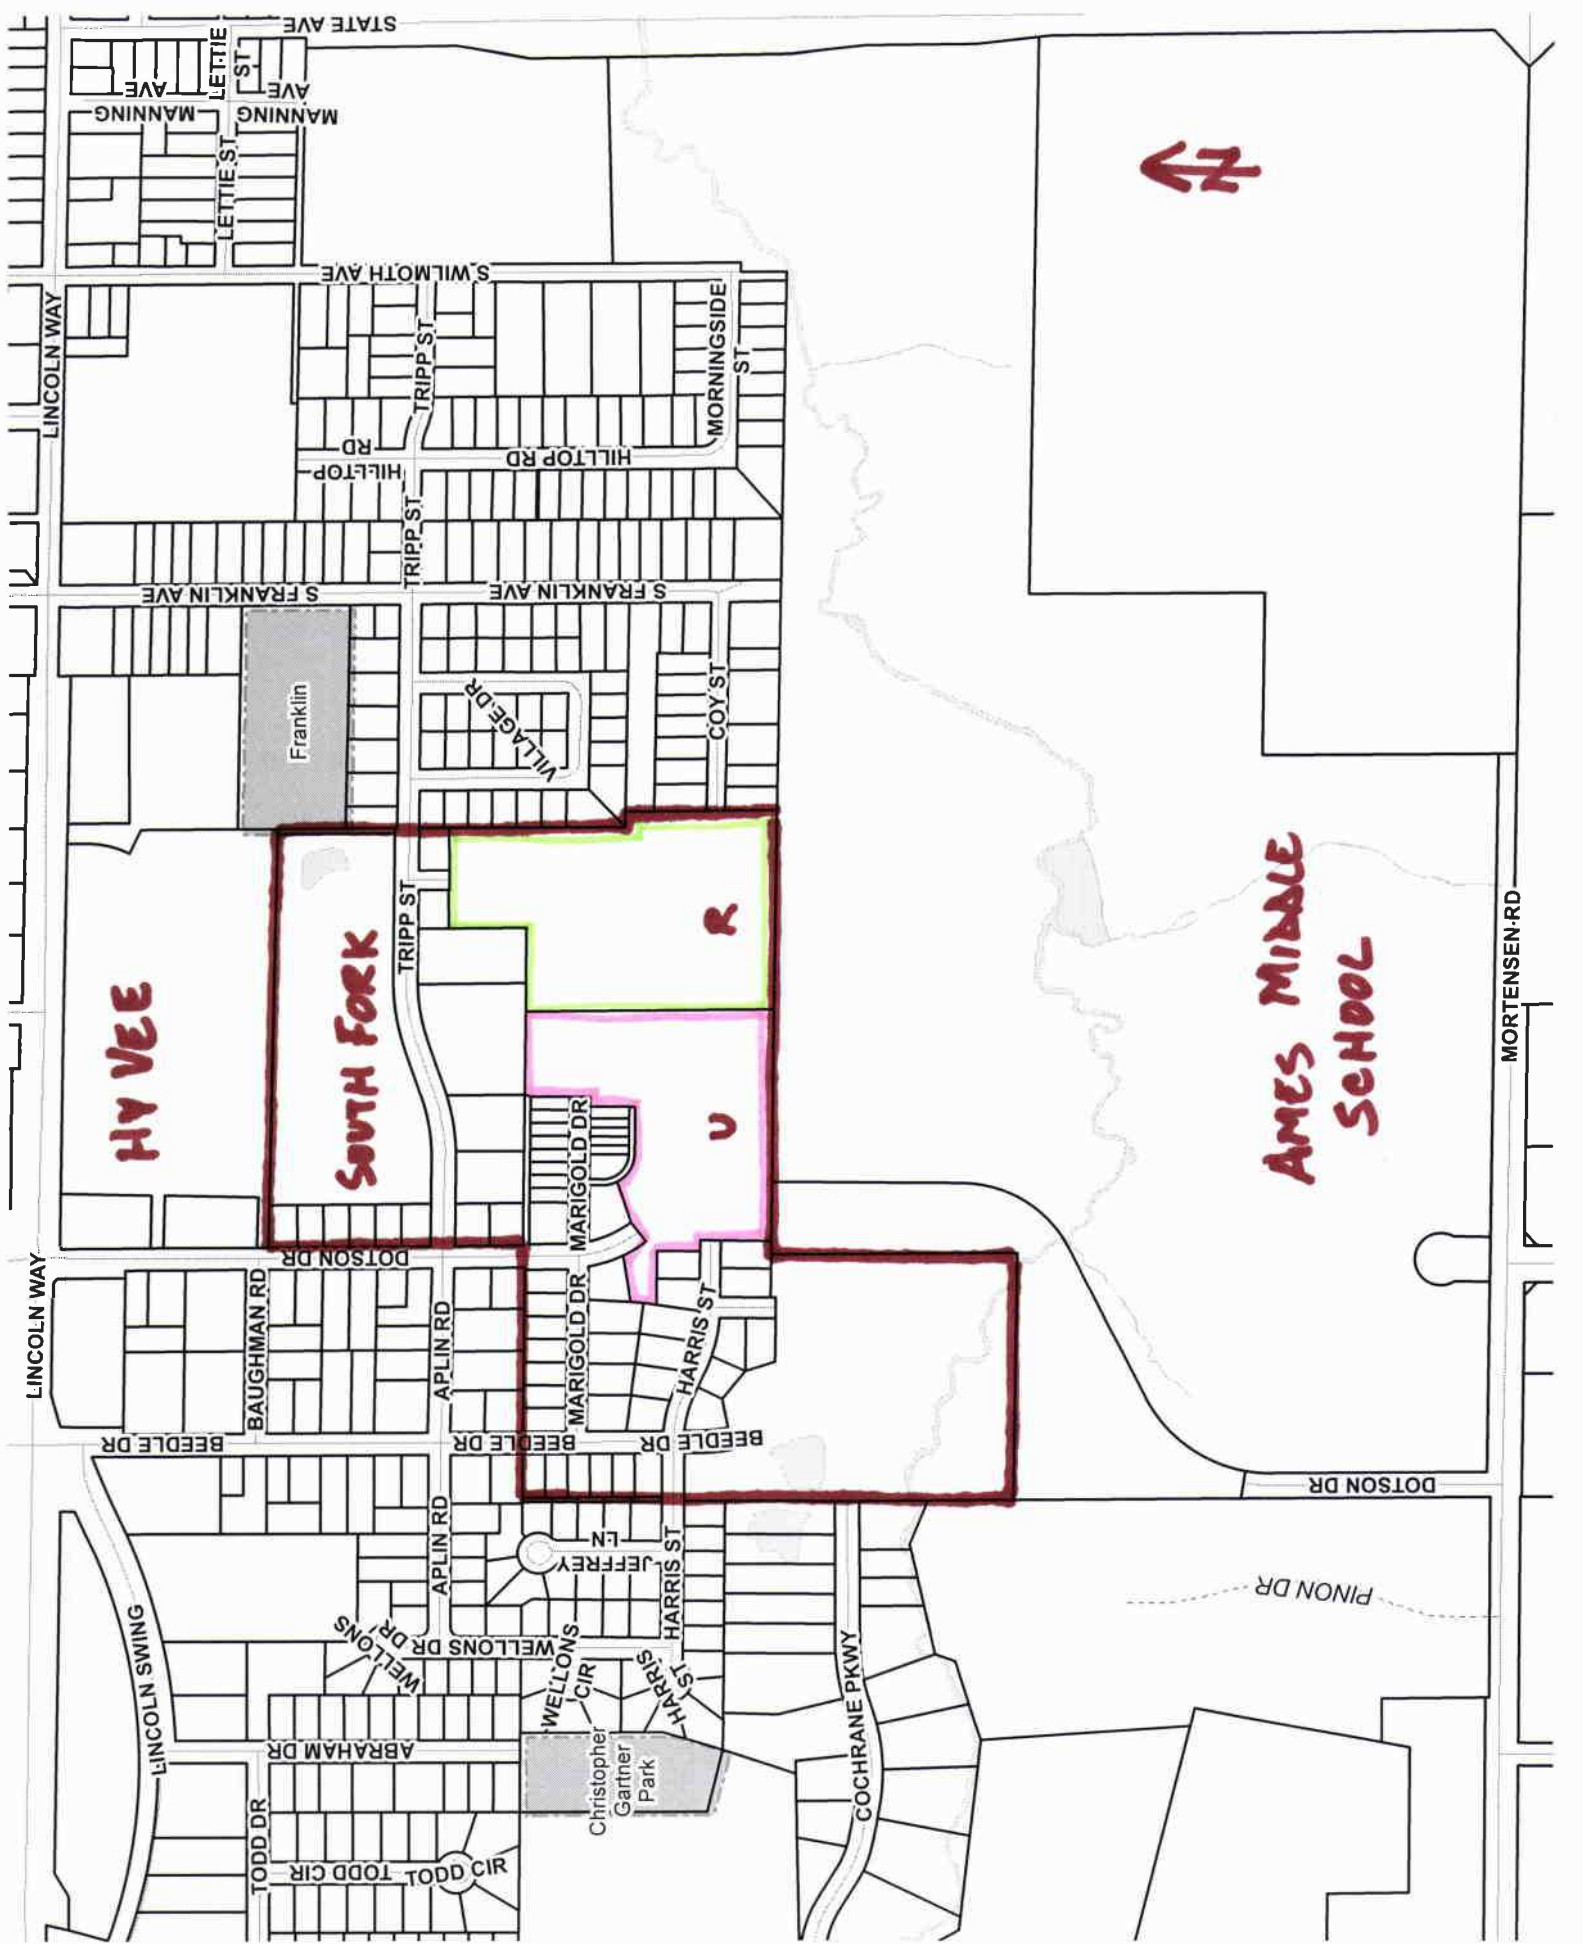 STATE AVE
LETTIE
ST
MANNING
AVE
MANNING
AVE
LETTIE ST
S WILMOTH AVE
LINCOLN WAY
TRIPP ST
MORNINGSIDE
ST
HILLTOP
RD
HILLTOP RD
TRIPP ST
S FRANKLIN AVE
S FRANKLIN AVE
Franklin
VILLAGE DR
COY ST
N
HY VEE
SOUTH FORK
TRIPP ST
R
U
AMES MIDDLE
SCHOOL
MORTENSEN RD
MARIGOLD DR
MARIGOLD DR
LINCOLN WAY
DOTSON DR
BAUGHMAN RD
APLIN RD
HARRIS ST
BEEDLE DR
BEEDLE DR
BEEDLE DR
DOTSON DR
APLIN RD
JEFFREY
LN
HARRIS ST
PINON DR
LINCOLN SWING
WELLONS
DR
WELLONS
WELLONS DR
WELLONS
CIR
HARRIS
ST
COCHRANE PKWY
ABRAHAM DR
Christopher
Gartner
Park
TODD DR
TODD CIR
TODD CIR